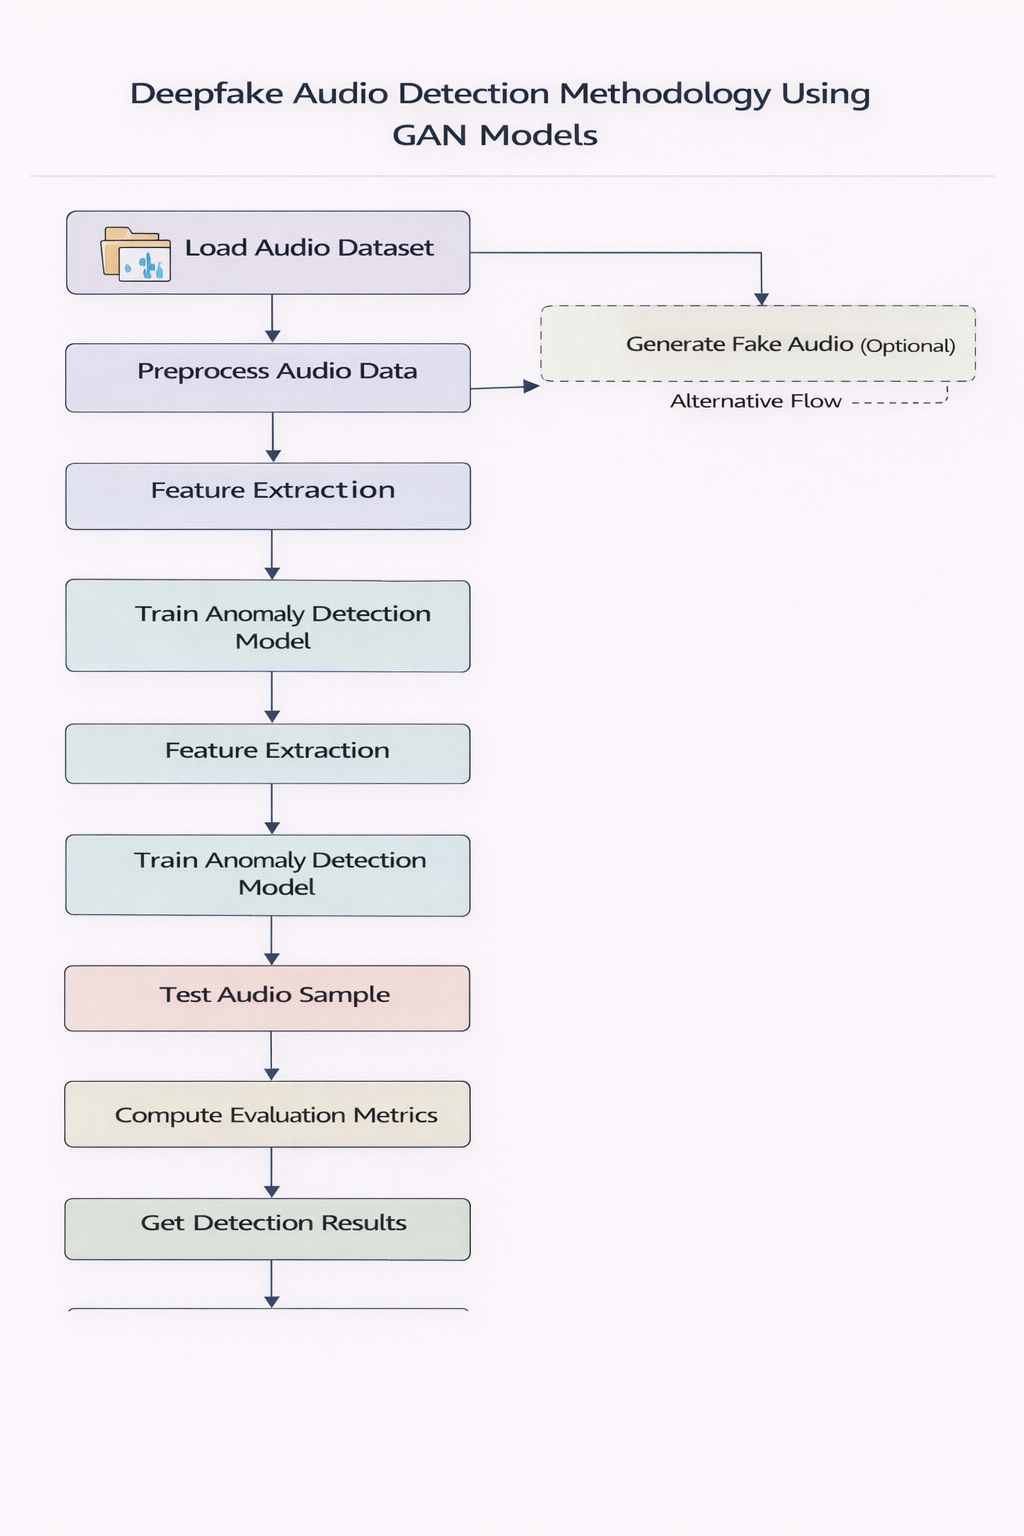 Deepfake Audio Detection Methodology Using
GAN Models
Load Audio Dataset
Generate Fake Audio (Optional)
Preprocess Audio Data
Alternative Flow
Feature Extraction
Train Anomaly Detection
Model
Feature Extraction
Train Anomaly Detection
Model
Test Audio Sample
Compute Evaluation Metrics
Get Detection Results